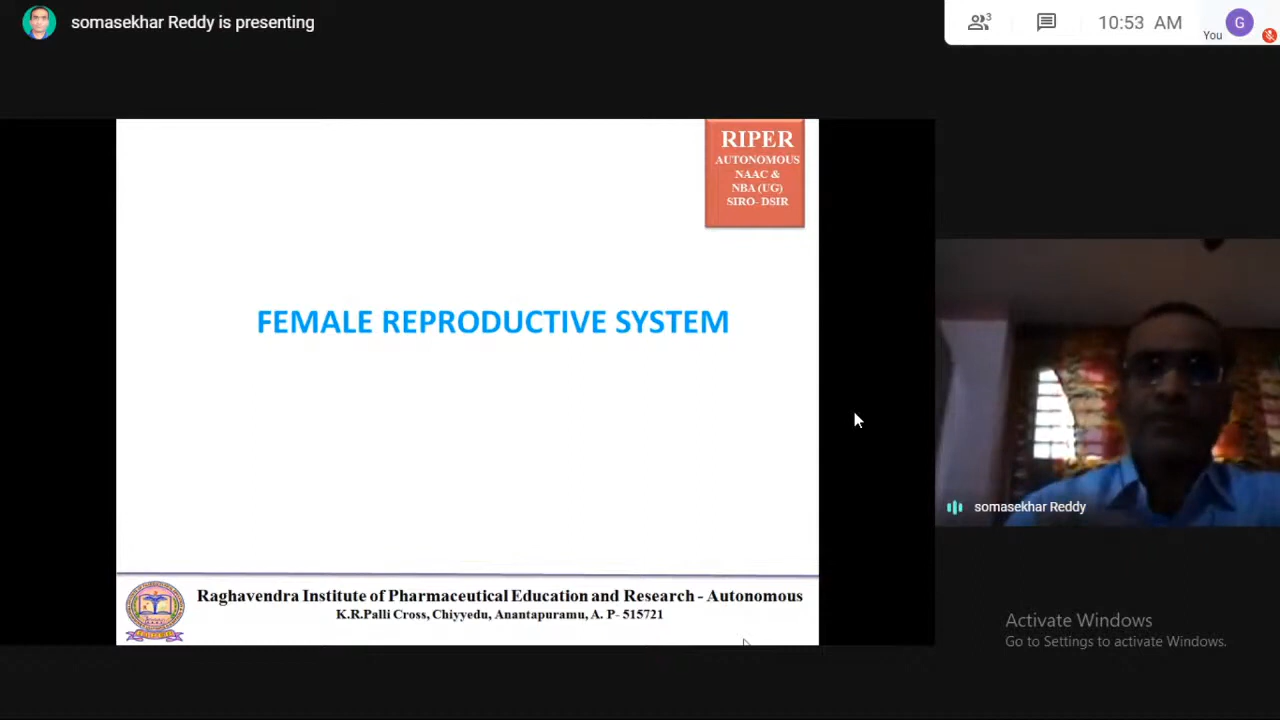 somasekhar Reddy is presenting
3
10:53 AM
You
G
RIPER
AUTONOMOUS
NAAC &
NBA (UG)
SIRO- DSIR
FEMALE REPRODUCTIVE SYSTEM
somasekhar Reddy
Raghavendra Institute of Pharmaceutical Education and Research - Autonomous
K.R.Palli Cross, Chiyyedu, Anantapuramu, A. P- 515721
Activate Windows
Go to Settings to activate Windows.